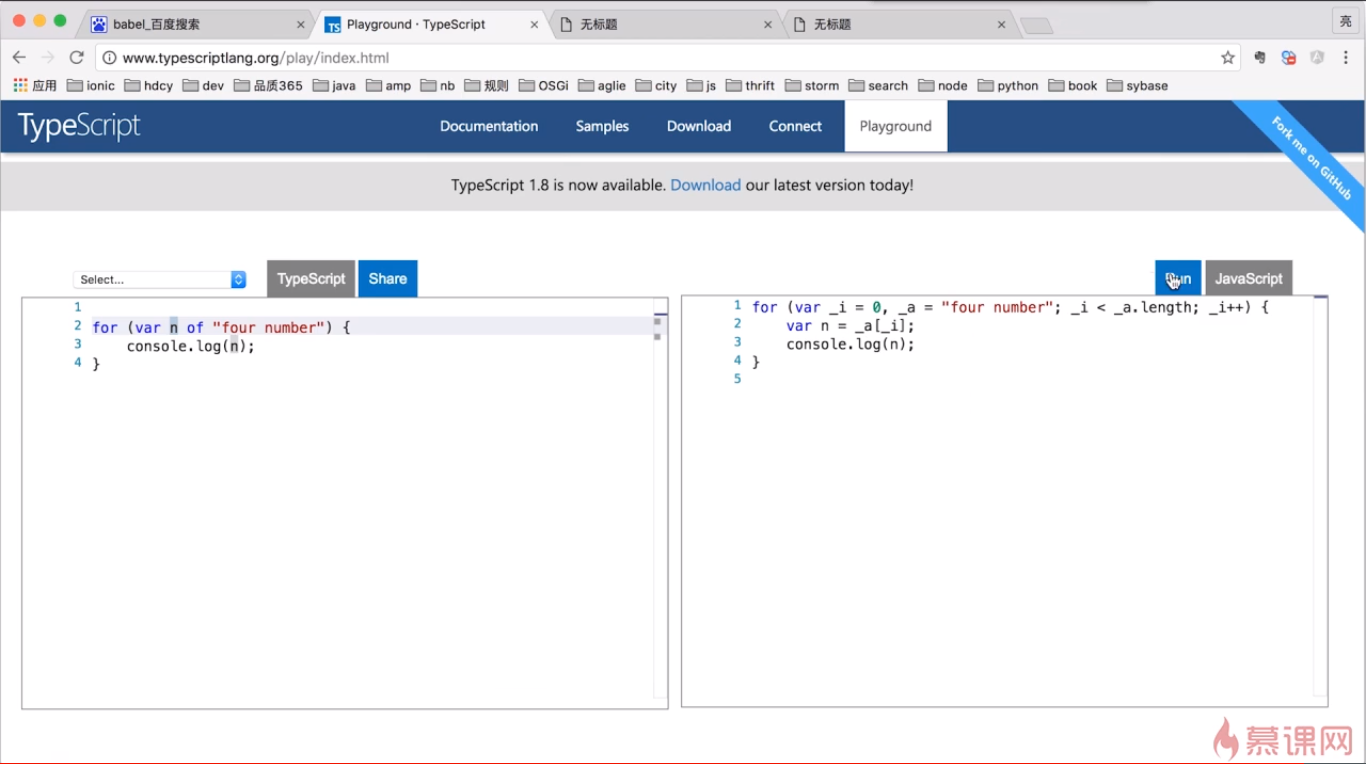 babel_百度搜索
Playground · TypeScript
无标题
无标题
亮
www.typescriptlang.org/play/index.html
应用 ionic hdcy dev 品质365 java amp nb 规则 OSGi aglie city js thrift storm search node python book sybase
TypeScript
Documentation Samples Download Connect Playground
Fork me on GitHub
TypeScript 1.8 is now available. Download our latest version today!
Select... TypeScript Share
Run JavaScript
1
2 for (var n of "four number") {
3 console.log(n);
4 }
1 for (var _i = 0, _a = "four number"; _i < _a.length; _i++) {
2 var n = _a[_i];
3 console.log(n);
4 }
5
慕课网